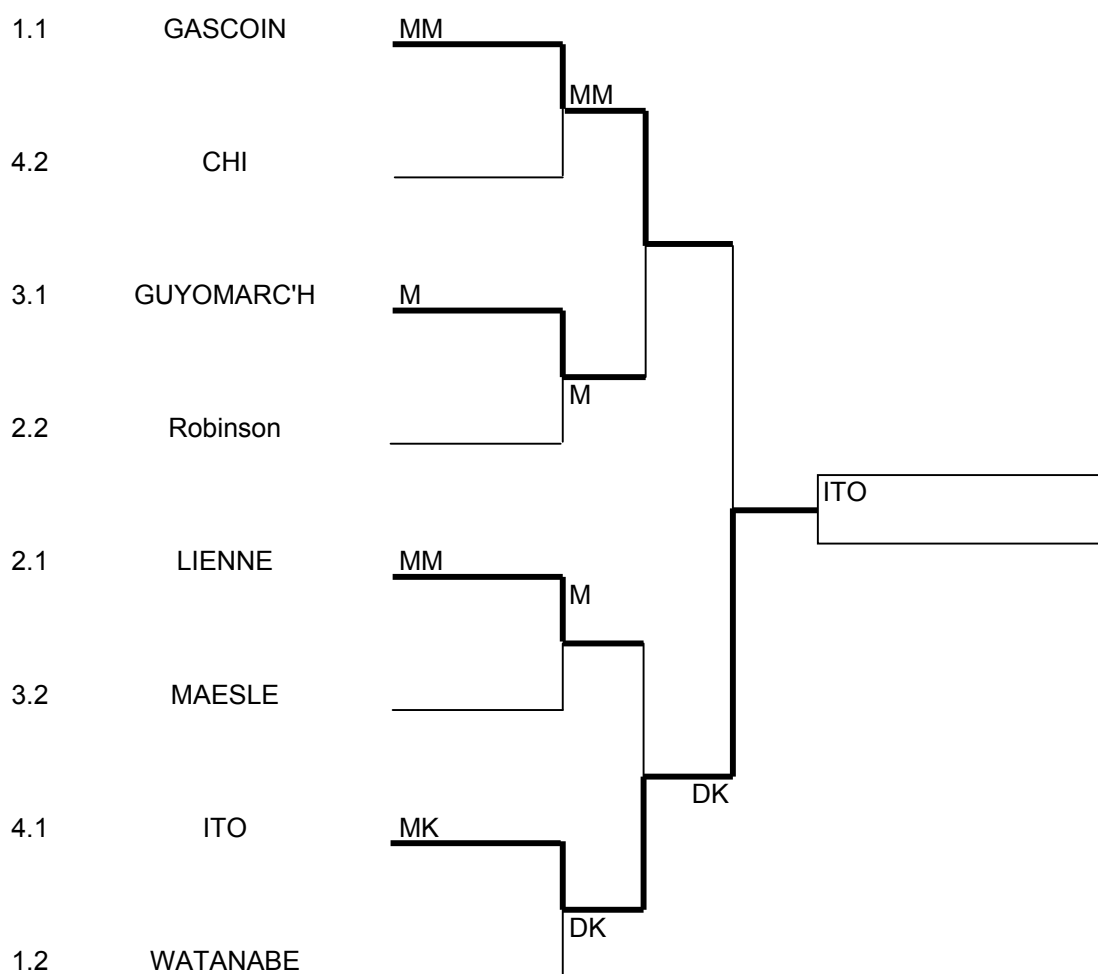 1.1 GASCOIN MM
MM
4.2 CHI
3.1 GUYOMARC'H M
M
2.2 Robinson
ITO
2.1 LIENNE MM
M
3.2 MAESLE
DK
4.1 ITO MK
DK
1.2 WATANABE